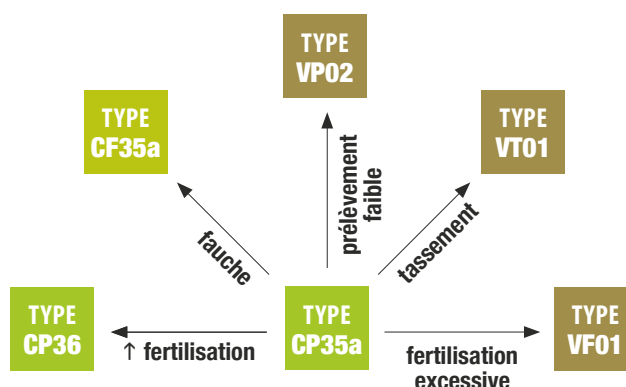 TYPE
VP02
TYPE
CF35a
TYPE
VT01
prélèvement
faible
fauche
tassement
TYPE
CP36
↑ fertilisation
TYPE
CP35a
fertilisation
excessive
TYPE
VF01